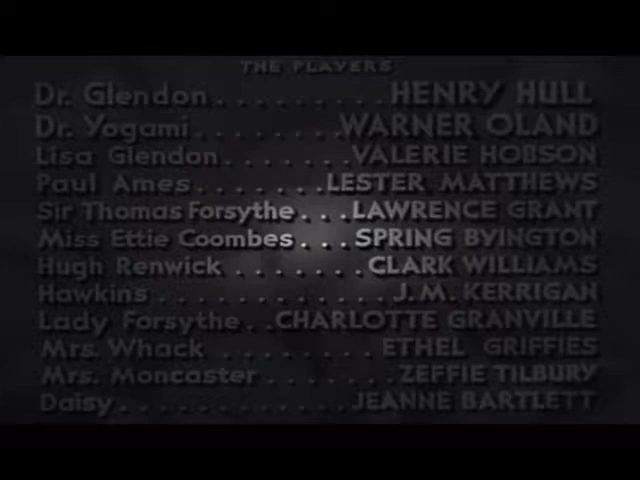 THE PLAYERS
Dr. Glendon.........HENRY HULL
Dr. Yogami.......WARNER OLAND
Lisa Glendon......VALERIE HOBSON
Paul Ames.......LESTER MATTHEWS
Sir Thomas Forsythe...LAWRENCE GRANT
Miss Ettie Coombes...SPRING BYINGTON
Hugh Renwick.......CLARK WILLIAMS
Hawkins.............J.M. KERRIGAN
Lady Forsythe..CHARLOTTE GRANVILLE
Mrs. Whack........ETHEL GRIFFIES
Mrs. Moncaster........ZEFFIE TILBURY
Daisy.............JEANNE BARTLETT